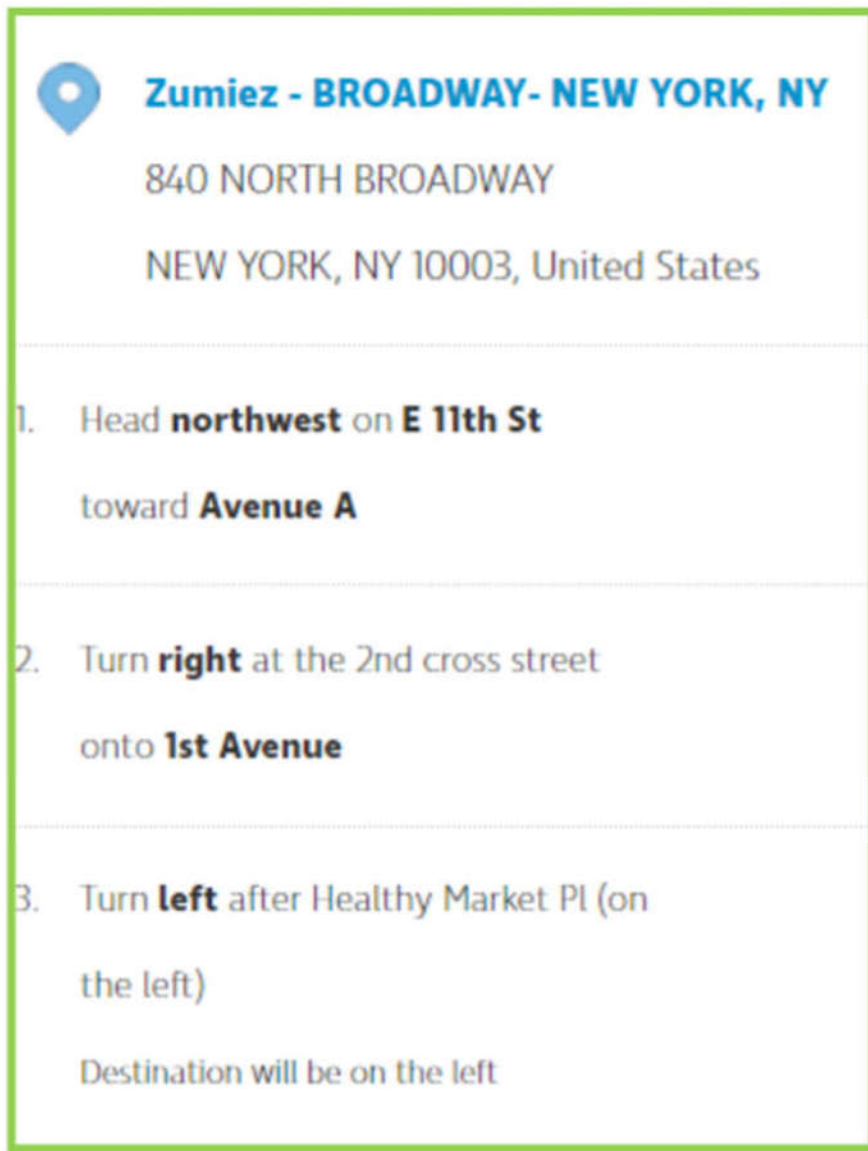 Zumiez - BROADWAY- NEW YORK, NY
840 NORTH BROADWAY
NEW YORK, NY 10003, United States
1. Head northwest on E 11th St
toward Avenue A
2. Turn right at the 2nd cross street
onto 1st Avenue
3. Turn left after Healthy Market Pl (on
the left)
Destination will be on the left